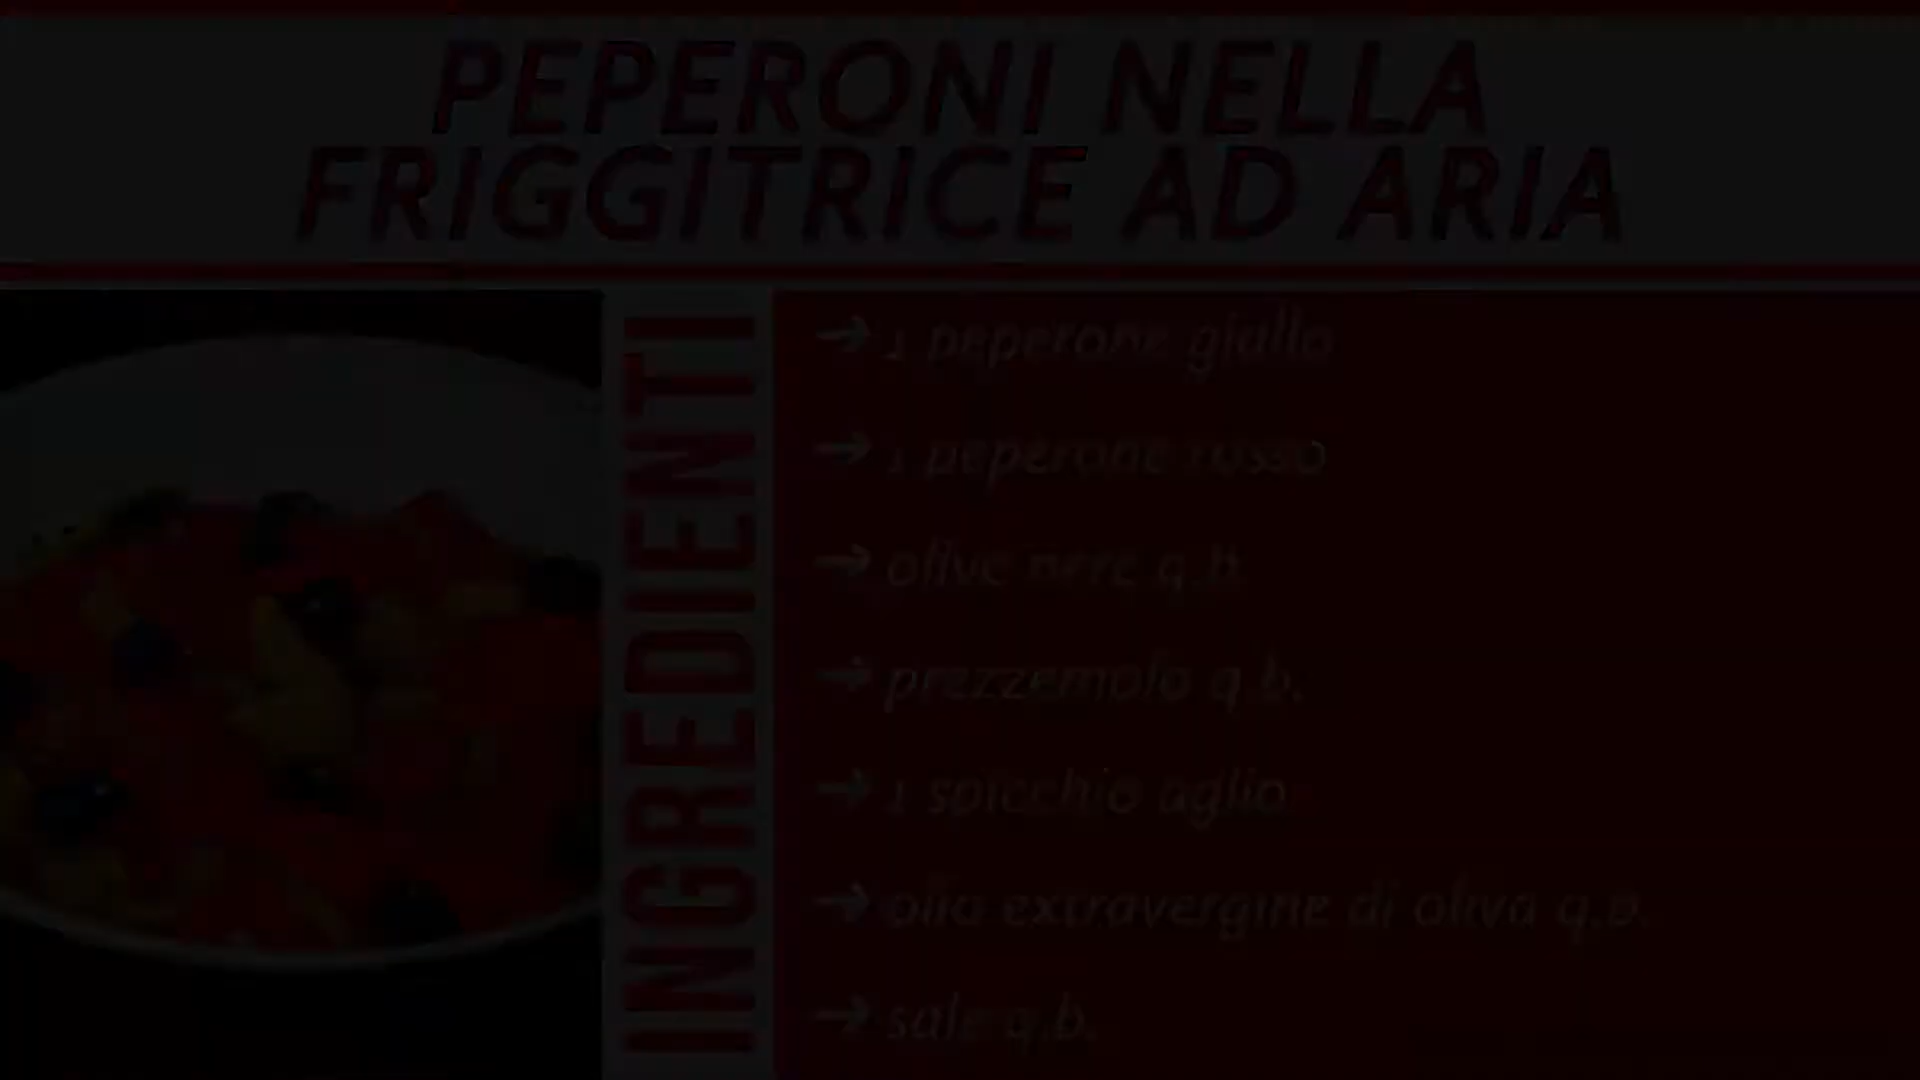 PEPERONI NELLA
FRIGGITRICE AD ARIA
INGREDIENTI
→ 1 peperone giallo
→ 1 peperone rosso
→ olive nere q.b.
→ prezzemolo q.b.
→ 1 spicchio aglio
→ olio extravergine di oliva q.b.
→ sale q.b.